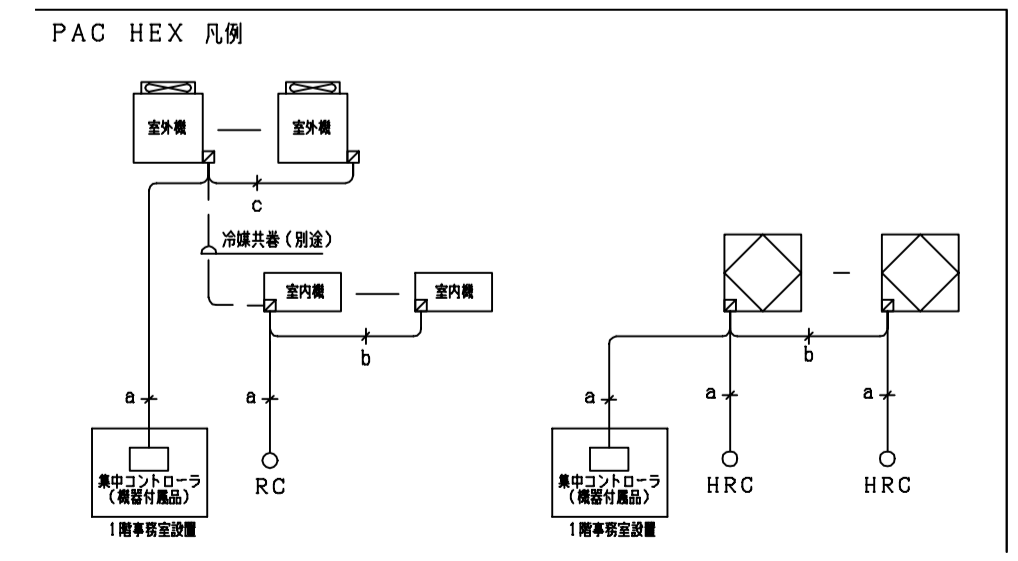 PAC HEX 凡例
室外機
室外機
c
冷媒共巻(別途)
室内機
室内機
b
a
a
集中コントローラ
(機器付属品)
1階事務室設置
RC
b
a
a
a
集中コントローラ
(機器付属品)
1階事務室設置
HRC
HRC